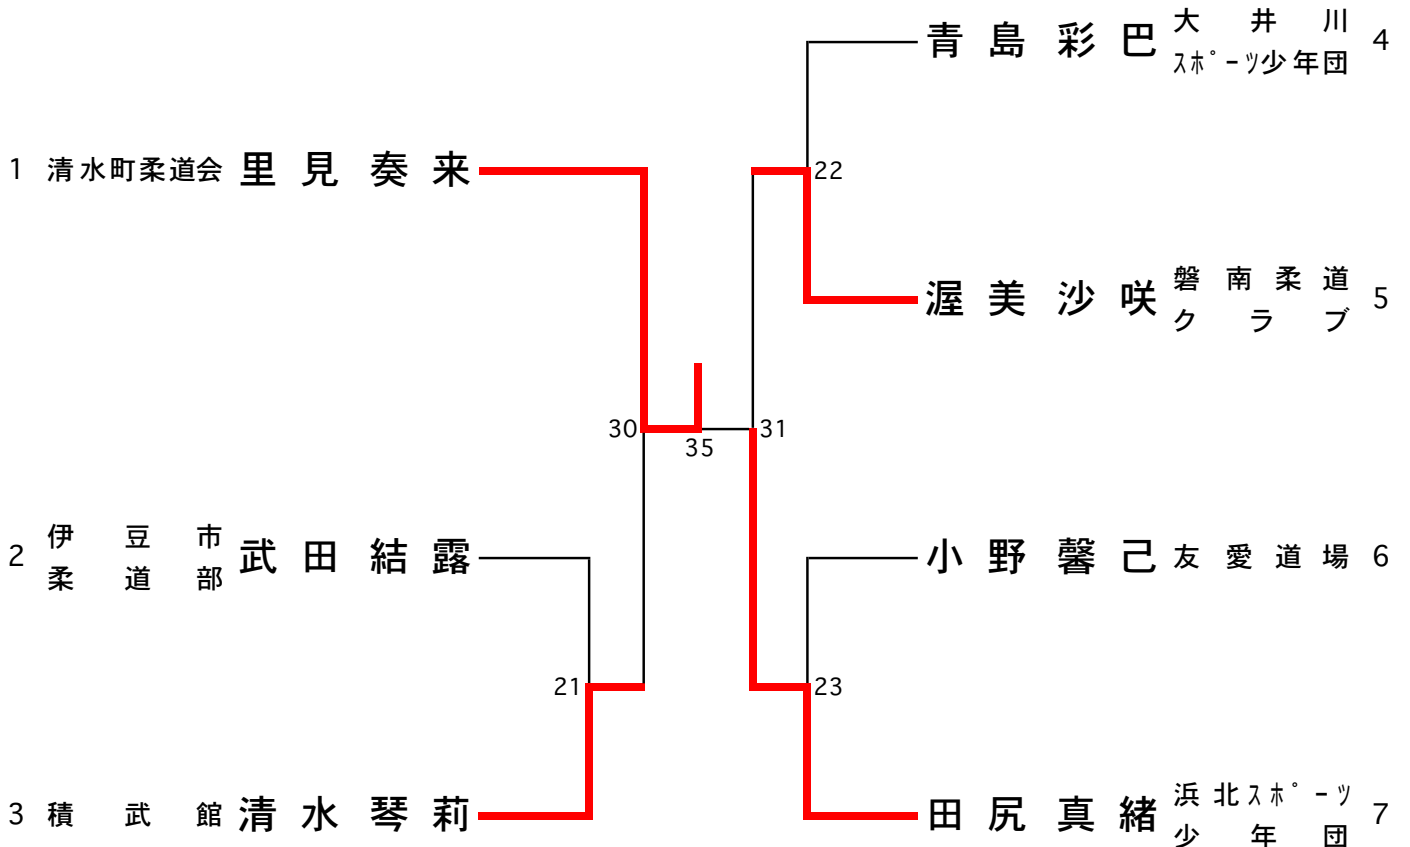 1 清水町柔道会 里見奏来
2 伊豆市柔道部 武田結露
3 積武館 清水琴莉
青島彩巴 大井川ｽﾎﾟｰﾂ少年団 4
渥美沙咲 磐南柔道クラブ 5
小野馨己 友愛道場 6
田尻真緒 浜北ｽﾎﾟｰﾂ少年団 7
22
30
35
31
21
23